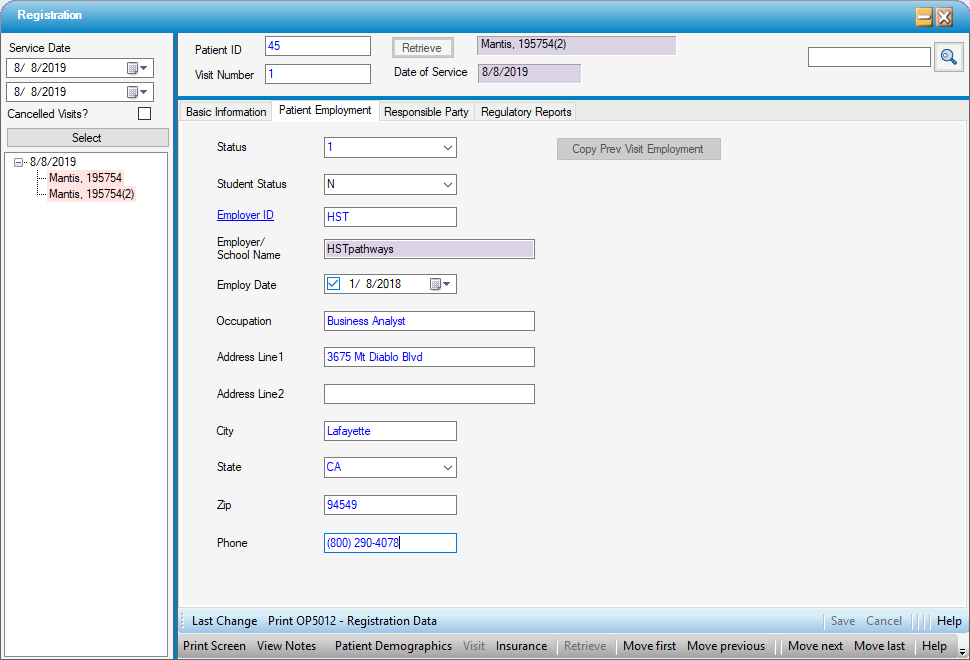 Registration
Service Date
8/ 8/2019
8/ 8/2019
Cancelled Visits?
Select
8/8/2019
Mantis, 195754
Mantis, 195754(2)
Patient ID 45 Retrieve Mantis, 195754(2)
Visit Number 1 Date of Service 8/8/2019
Basic Information Patient Employment Responsible Party Regulatory Reports
Status 1 Copy Prev Visit Employment
Student Status N
Employer ID HST
Employer/
School Name HSTpathways
Employ Date 1/ 8/2018
Occupation Business Analyst
Address Line1 3675 Mt Diablo Blvd
Address Line2
City Lafayette
State CA
Zip 94549
Phone (800) 290-4078
Last Change Print OP5012 - Registration Data Save Cancel Help
Print Screen View Notes Patient Demographics Visit Insurance Retrieve Move first Move previous Move next Move last Help